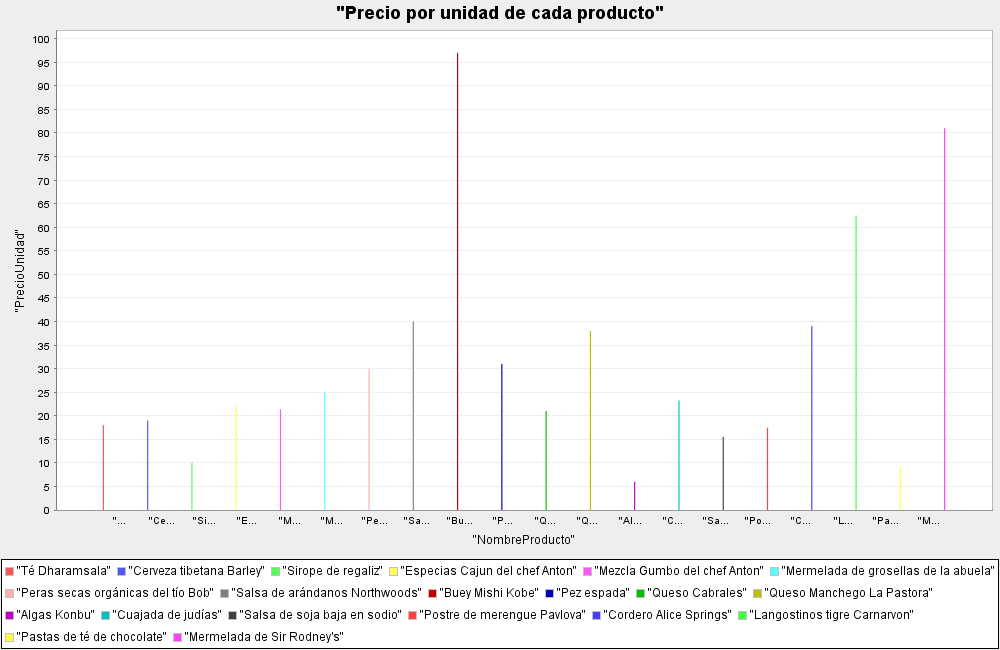 "Precio por unidad de cada producto"
100
95
90
85
80
75
70
65
60
55
50
45
40
35
30
25
20
15
10
5
0
"PrecioUnidad"
"... "Ce... "Si... "E... "M... "M... "Pe... "Sa... "Bu... "P... "Q... "Q... "Al... "C... "Sa... "Po... "C... "L... "Pa... "M...
"NombreProducto"
"Té Dharamsala" "Cerveza tibetana Barley" "Sirope de regaliz" "Especias Cajun del chef Anton" "Mezcla Gumbo del chef Anton" "Mermelada de grosellas de la abuela"
"Peras secas orgánicas del tío Bob" "Salsa de arándanos Northwoods" "Buey Mishi Kobe" "Pez espada" "Queso Cabrales" "Queso Manchego La Pastora"
"Algas Konbu" "Cuajada de judías" "Salsa de soja baja en sodio" "Postre de merengue Pavlova" "Cordero Alice Springs" "Langostinos tigre Carnarvon"
"Pastas de té de chocolate" "Mermelada de Sir Rodney's"